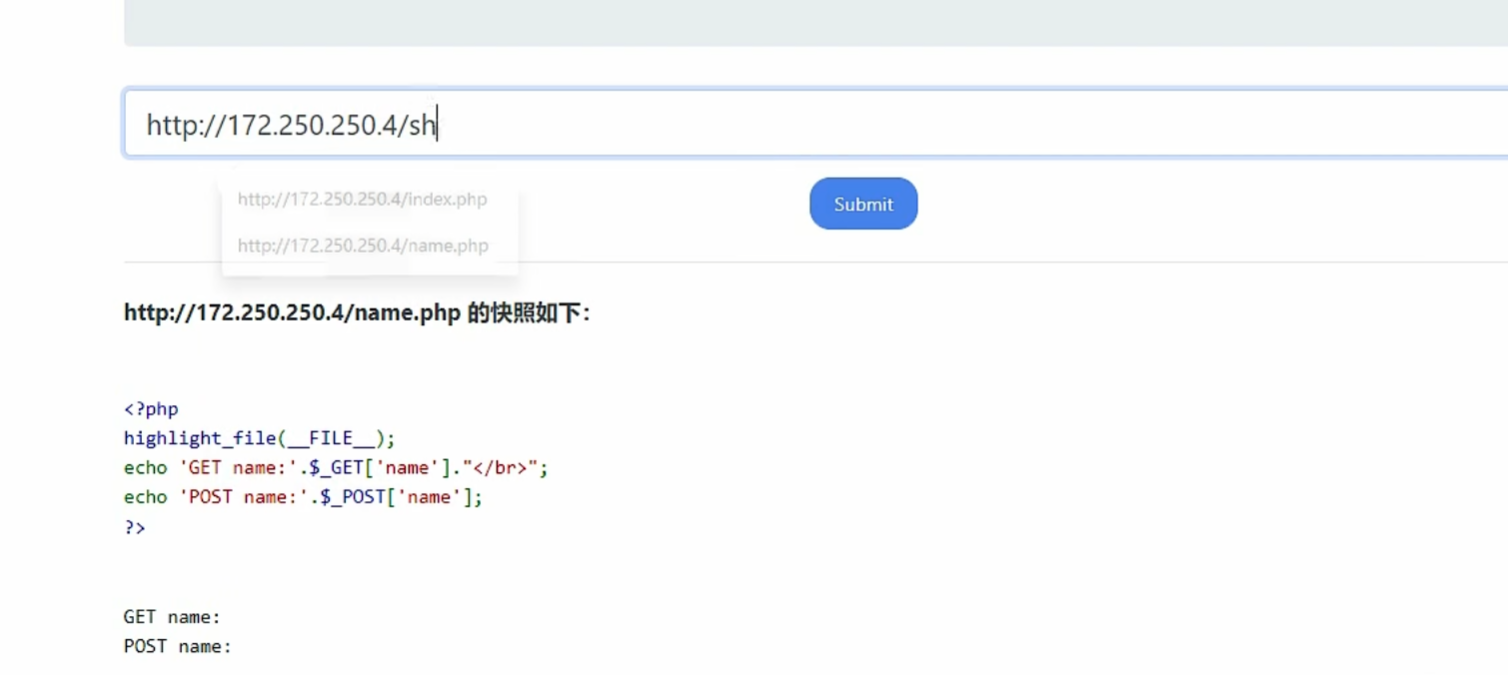 http://172.250.250.4/sh
http://172.250.250.4/index.php
Submit
http://172.250.250.4/name.php
http://172.250.250.4/name.php 的快照如下：
<?php
highlight_file(__FILE__);
echo 'GET name:'.$_GET['name']."</br>";
echo 'POST name:'.$_POST['name'];
?>
GET name:
POST name: